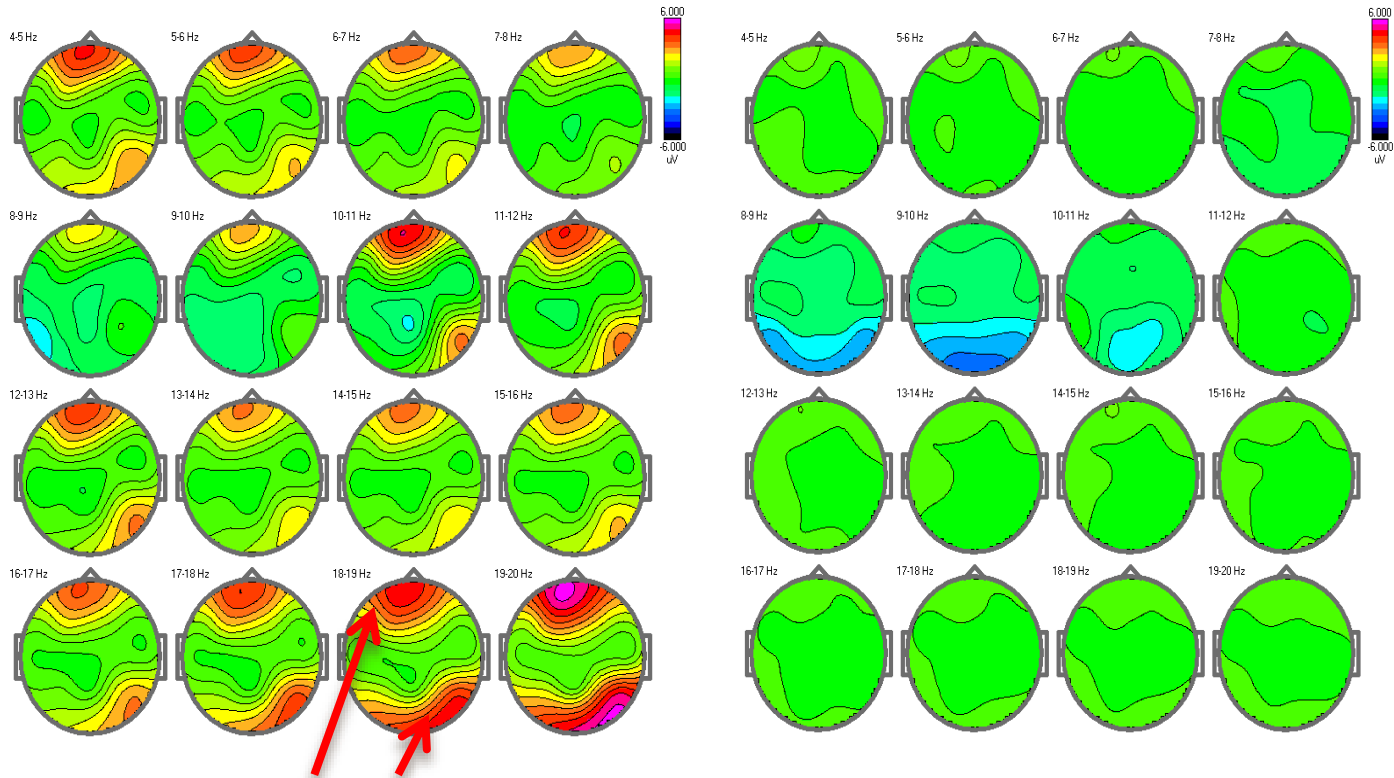 6.000
-6.000
uV
4-5 Hz 5-6 Hz 6-7 Hz 7-8 Hz
8-9 Hz 9-10 Hz 10-11 Hz 11-12 Hz
12-13 Hz 13-14 Hz 14-15 Hz 15-16 Hz
16-17 Hz 17-18 Hz 18-19 Hz 19-20 Hz
6.000
-6.000
uV
4-5 Hz 5-6 Hz 6-7 Hz 7-8 Hz
8-9 Hz 9-10 Hz 10-11 Hz 11-12 Hz
12-13 Hz 13-14 Hz 14-15 Hz 15-16 Hz
16-17 Hz 17-18 Hz 18-19 Hz 19-20 Hz